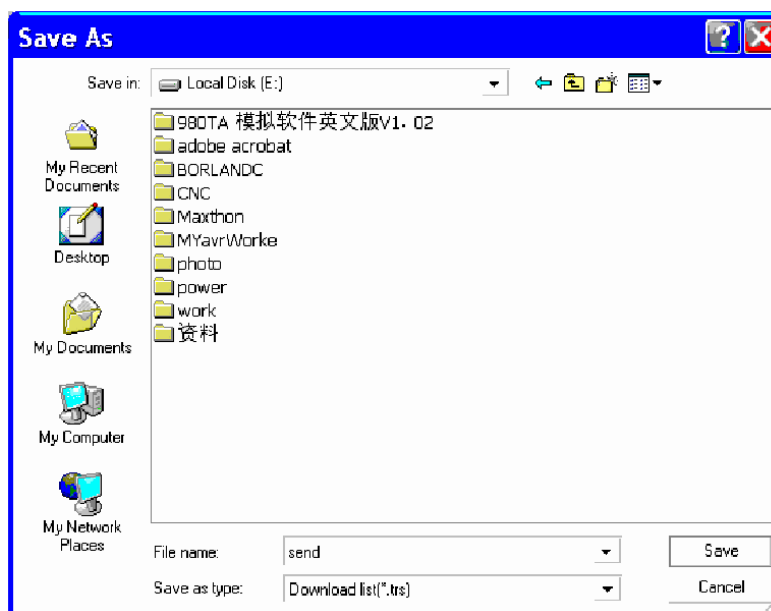 Save As
Save in: Local Disk (E:)
My Recent Documents
Desktop
My Documents
My Computer
My Network Places
980TA 模拟软件英文版V1.02
adobe acrobat
BORLANDC
CNC
Maxthon
MYavrWorke
photo
power
work
资料
File name: send
Save
Save as type: Download list(*.trs)
Cancel